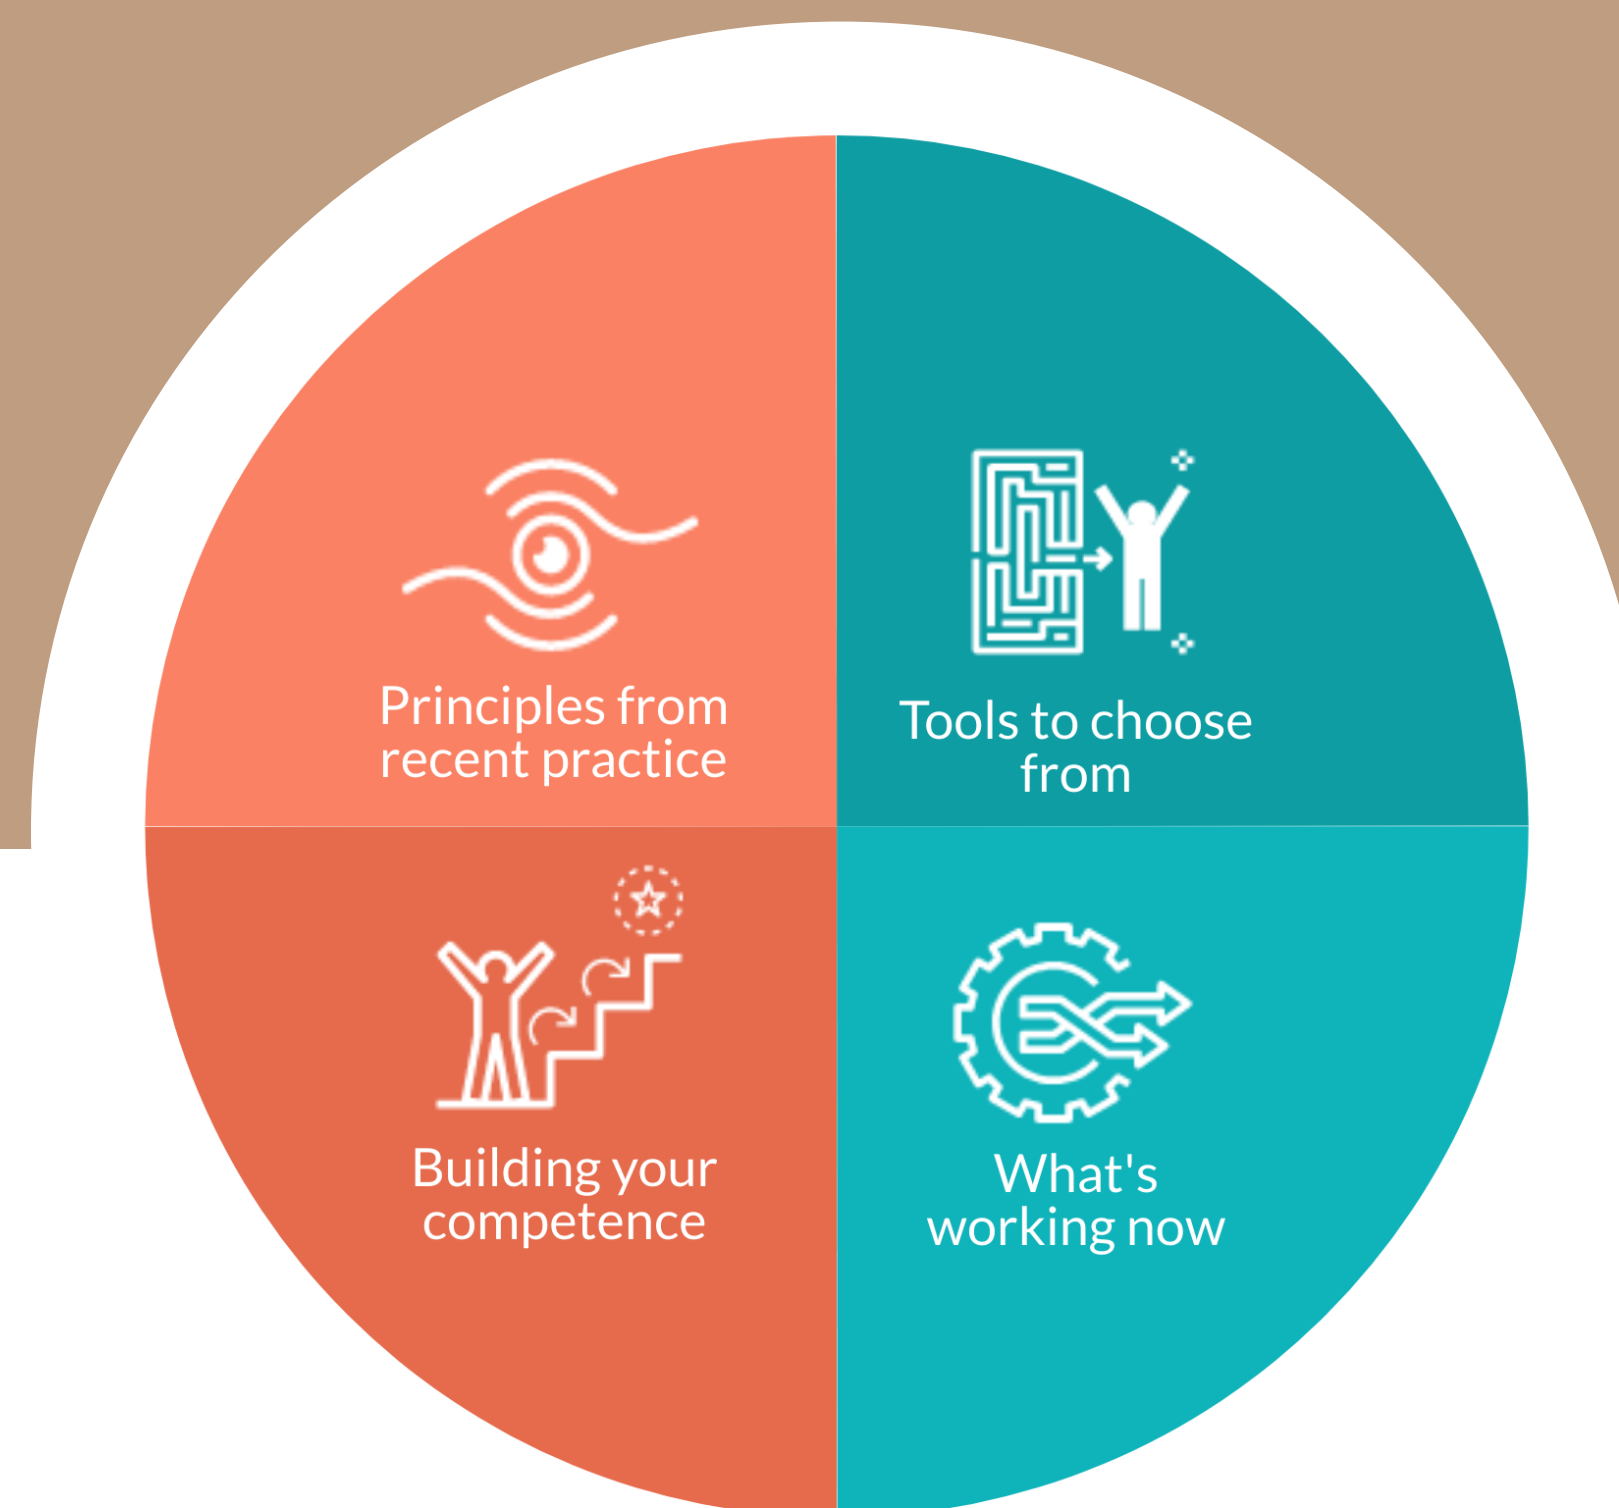 Principles from
recent practice
Tools to choose
from
Building your
competence
What's
working now